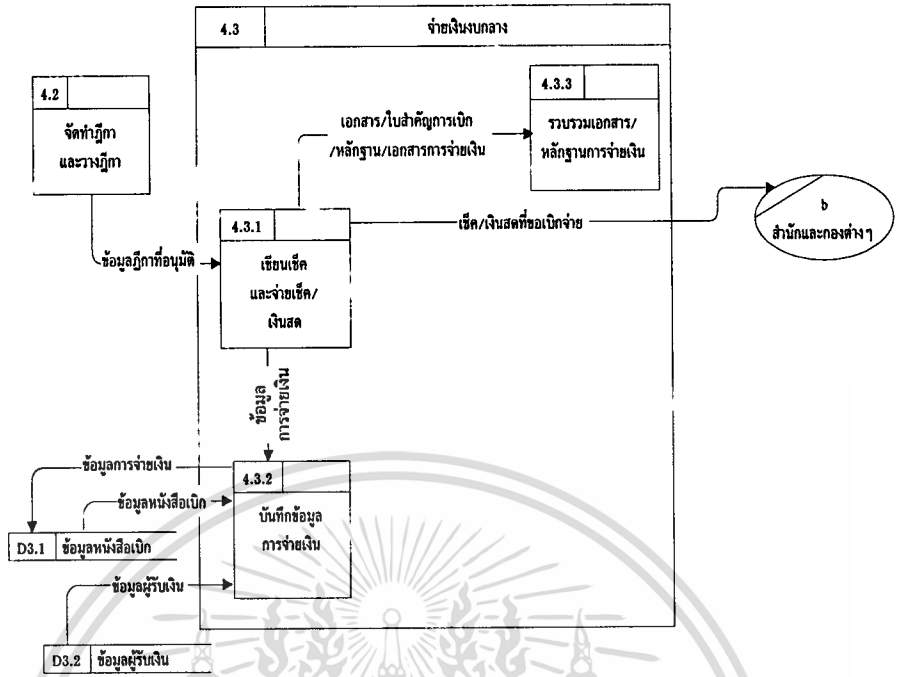 4.3 จ่ายเงินงบกลาง
4.2
จัดทำฎีกา
และวางฎีกา
4.3.3
รวบรวมเอกสาร/
หลักฐานการจ่ายเงิน
เอกสาร/ใบสำคัญการเบิก
/หลักฐาน/เอกสารการจ่ายเงิน
b
สำนักและกองต่างๆ
เช็ค/เงินสดที่ขอเบิกจ่าย
4.3.1
เขียนเช็ค
และจ่ายเช็ค/
เงินสด
ข้อมูลฎีกาที่อนุมัติ
ข้อมูล
การจ่ายเงิน
ข้อมูลการจ่ายเงิน
4.3.2
บันทึกข้อมูล
การจ่ายเงิน
ข้อมูลหนังสือเบิก
D3.1 ข้อมูลหนังสือเบิก
ข้อมูลผู้รับเงิน
D3.2 ข้อมูลผู้รับเงิน